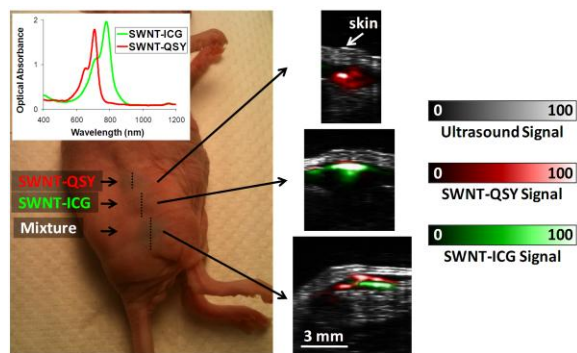 SWNT-ICG
SWNT-QSY
Optical Absorbance
2
1
0
400 600 800 1000 1200
Wavelength (nm)
SWNT-QSY
SWNT-ICG
Mixture
skin
3 mm
0 100
Ultrasound Signal
0 100
SWNT-QSY Signal
0 100
SWNT-ICG Signal